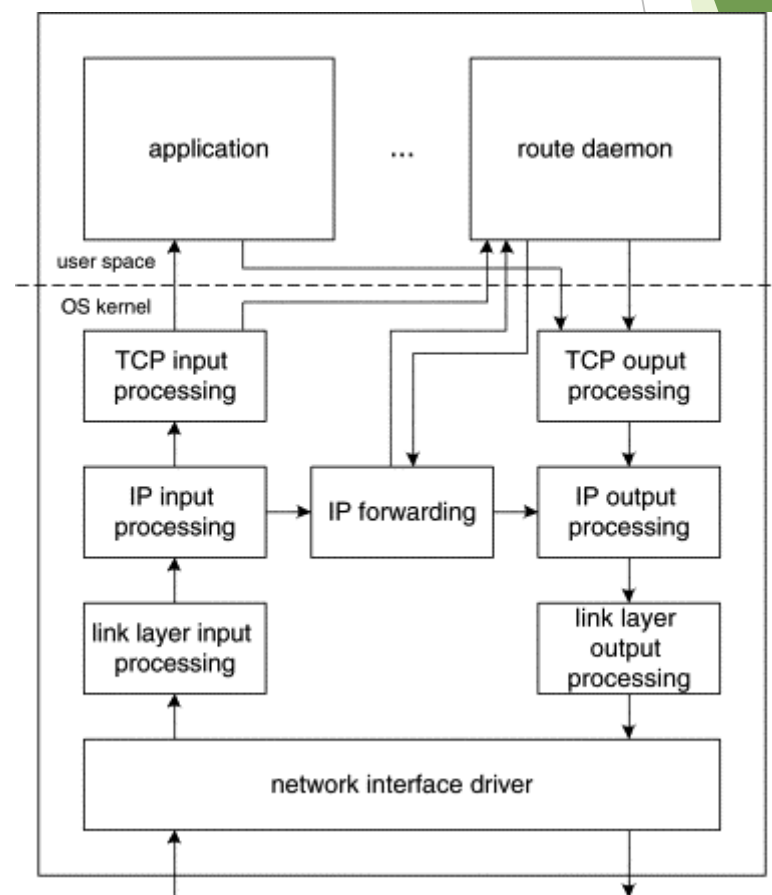 application
...
route daemon
user space
OS kernel
TCP input
processing
TCP ouput
processing
IP input
processing
IP forwarding
IP output
processing
link layer input
processing
link layer
output
processing
network interface driver